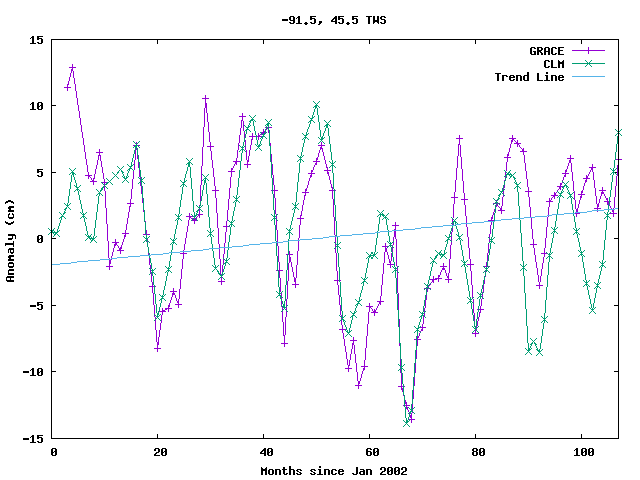 -91.5, 45.5 TWS
GRACE
CLM
Trend Line
15
10
5
0
-5
-10
-15
Anomaly (cm)
0 20 40 60 80 100
Months since Jan 2002